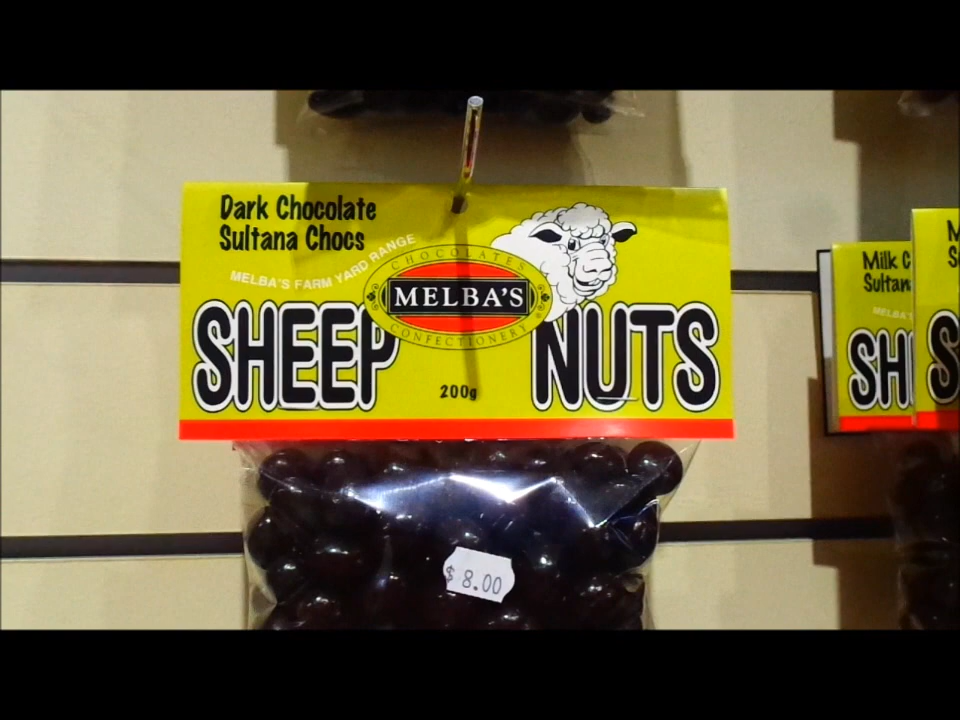 Dark Chocolate
Sultana Chocs
MELBA'S FARM YARD RANGE
CHOCOLATES
MELBA'S
CONFECTIONERY
SHEEP NUTS
200g
$ 8.00
Milk C
Sultan
MELBA'S
SH
M
S
S